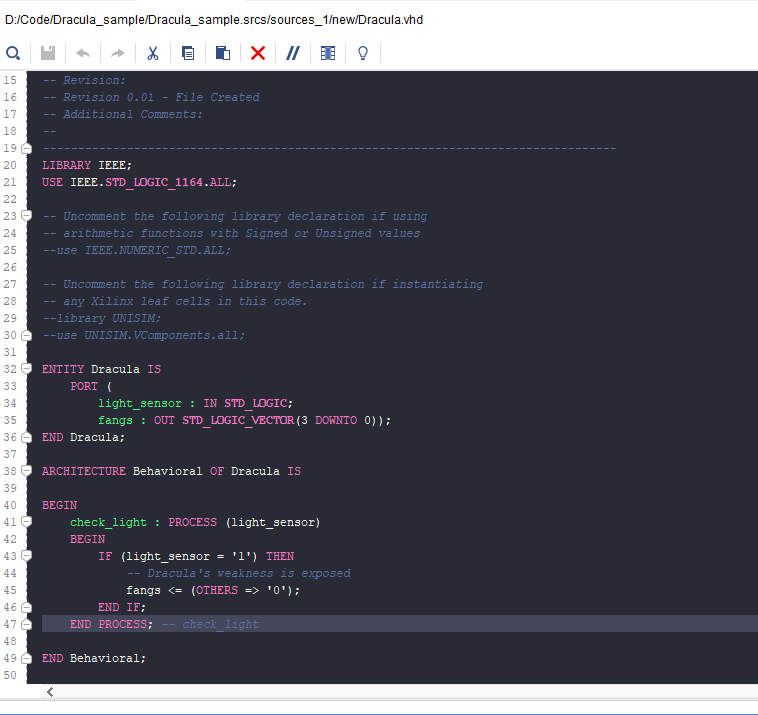 D:/Code/Dracula_sample/Dracula_sample.srcs/sources_1/new/Dracula.vhd
15 -- Revision:
16 -- Revision 0.01 - File Created
17 -- Additional Comments:
18 --
19 ----------------------------------------------------------------------------------
20 LIBRARY IEEE;
21 USE IEEE.STD_LOGIC_1164.ALL;
22
23 -- Uncomment the following library declaration if using
24 -- arithmetic functions with Signed or Unsigned values
25 --use IEEE.NUMERIC_STD.ALL;
26
27 -- Uncomment the following library declaration if instantiating
28 -- any Xilinx leaf cells in this code.
29 --library UNISIM;
30 --use UNISIM.VComponents.all;
31
32 ENTITY Dracula IS
33 PORT (
34 light_sensor : IN STD_LOGIC;
35 fangs : OUT STD_LOGIC_VECTOR(3 DOWNTO 0));
36 END Dracula;
37
38 ARCHITECTURE Behavioral OF Dracula IS
39
40 BEGIN
41 check_light : PROCESS (light_sensor)
42 BEGIN
43 IF (light_sensor = '1') THEN
44 -- Dracula's weakness is exposed
45 fangs <= (OTHERS => '0');
46 END IF;
47 END PROCESS; -- check_light
48
49 END Behavioral;
50